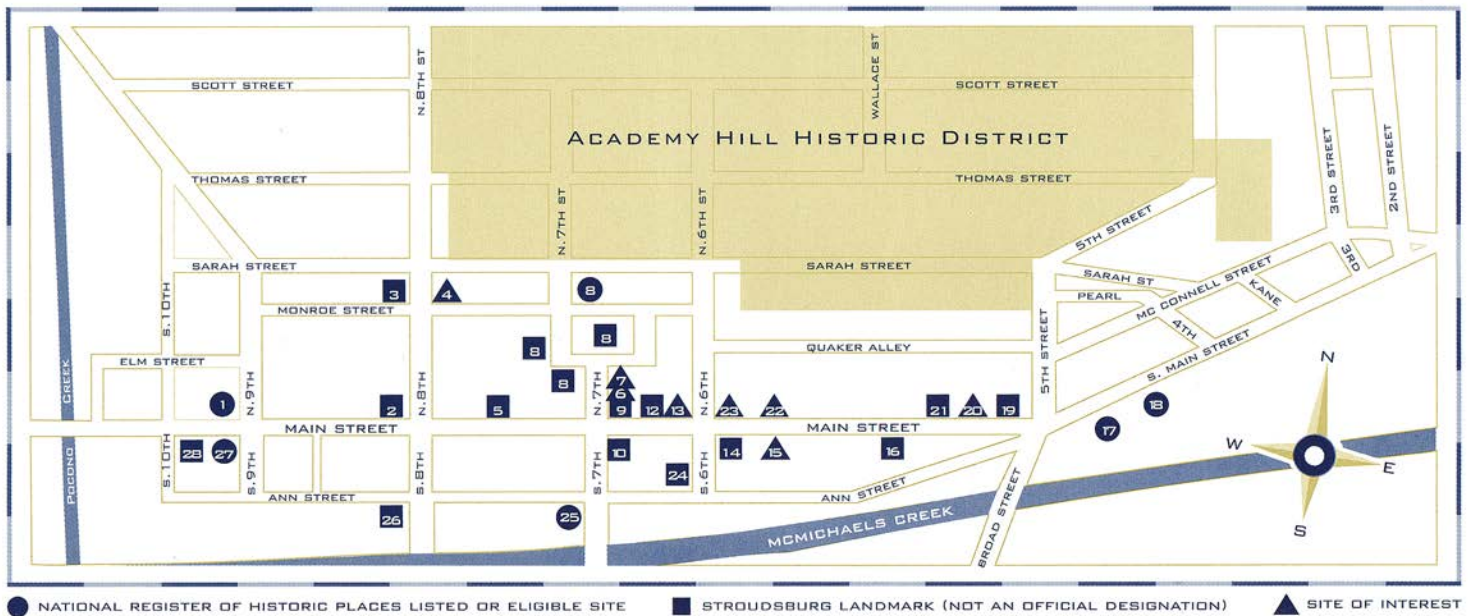 SCOTT STREET
N.8TH ST
WALLACE ST
SCOTT STREET
ACADEMY HILL HISTORIC DISTRICT
3RD STREET
2ND STREET
THOMAS STREET
THOMAS STREET
N.7TH ST
N.6TH ST
5TH STREET
SARAH STREET
SARAH STREET
SARAH ST
MC CONNELL STREET
3RD
S.10TH
3
4
8
PEARL
KANE
MONROE STREET
4TH
8
8
QUAKER ALLEY
5TH STREET
S. MAIN STREET
ELM STREET
N
POCONO CREEK
1
N.9TH
2
S.8TH
5
8
N.7TH
7
6
9
12
13
N.6TH
23
22
21
20
19
18
MAIN STREET
MAIN STREET
17
S.10TH
28
27
S.9TH
S.8TH
S.7TH
10
24
S.6TH
14
15
16
W
E
ANN STREET
ANN STREET
26
25
MCMICHAELS CREEK
BROAD STREET
S
NATIONAL REGISTER OF HISTORIC PLACES LISTED OR ELIGIBLE SITE
STROUDSBURG LANDMARK (NOT AN OFFICIAL DESIGNATION)
SITE OF INTEREST